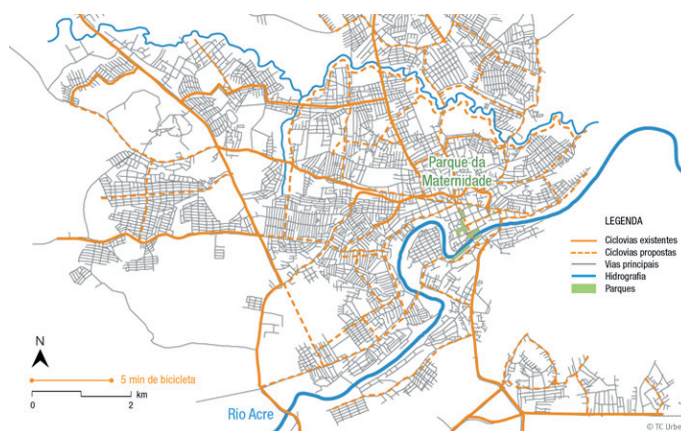 Parque da
Maternidade
LEGENDA
Ciclovias existentes
Ciclovias propostas
Vias principais
Hidrografia
Parques
N
5 min de bicicleta
km
0
2
Rio Acre
© TC Urbes